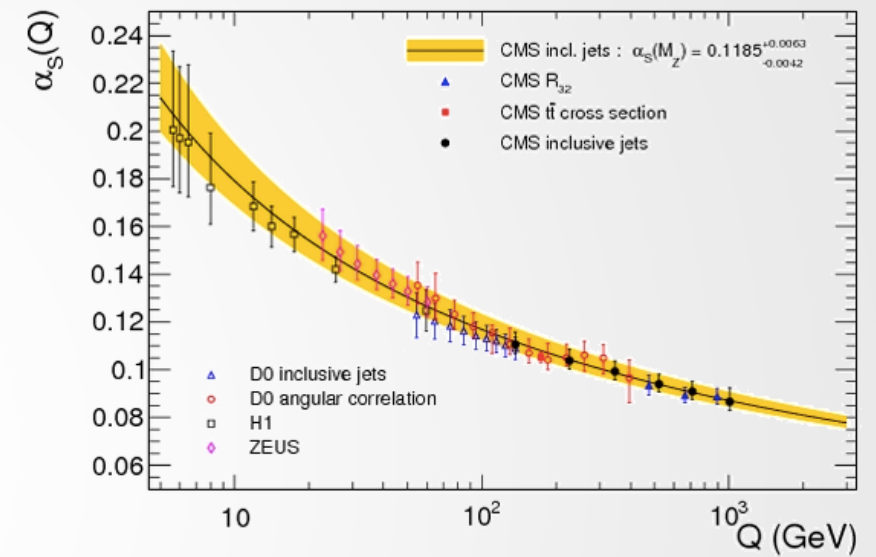 α_S(Q)
0.24
0.22
0.2
0.18
0.16
0.14
0.12
0.1
0.08
0.06
CMS incl. jets : α_S(M_Z) = 0.1185^{+0.0063}_{-0.0042}
CMS R_{32}
CMS tt̄ cross section
CMS inclusive jets
D0 inclusive jets
D0 angular correlation
H1
ZEUS
10
10^2
10^3
Q (GeV)